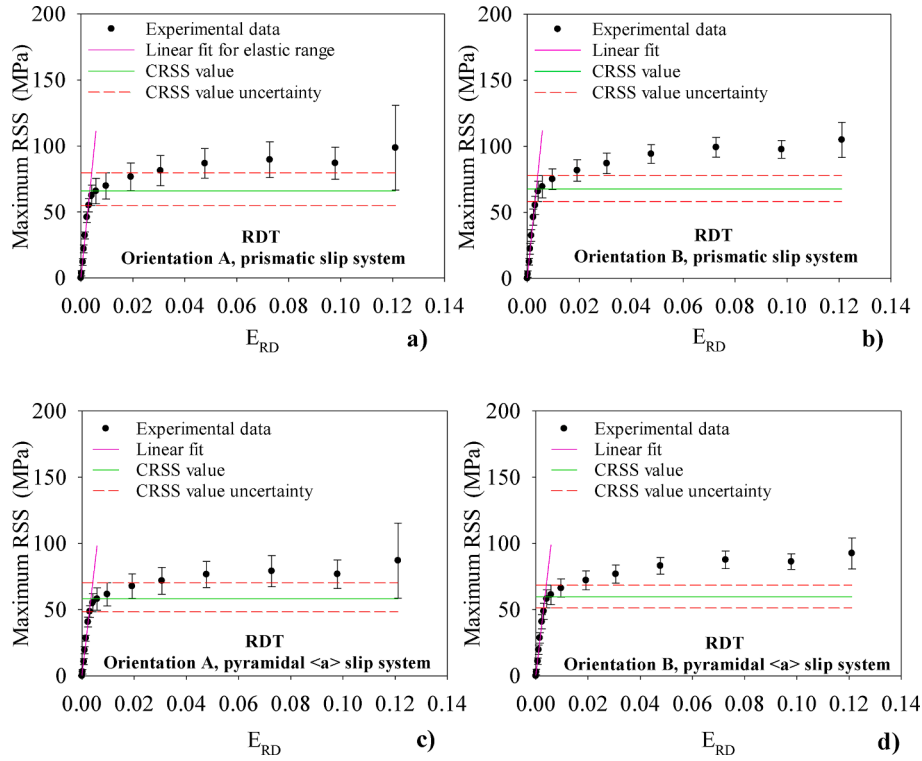 200
150
100
50
0
Maximum RSS (MPa)
Experimental data
Linear fit for elastic range
CRSS value
CRSS value uncertainty
RDT
Orientation A, prismatic slip system
0.00 0.02 0.04 0.06 0.08 0.10 0.12 0.14
E_RD
a)
200
150
100
50
0
Maximum RSS (MPa)
Experimental data
Linear fit
CRSS value
CRSS value uncertainty
RDT
Orientation B, prismatic slip system
0.00 0.02 0.04 0.06 0.08 0.10 0.12 0.14
E_RD
b)
200
150
100
50
0
Maximum RSS (MPa)
Experimental data
Linear fit
CRSS value
CRSS value uncertainty
RDT
Orientation A, pyramidal <a> slip system
0.00 0.02 0.04 0.06 0.08 0.10 0.12 0.14
E_RD
c)
200
150
100
50
0
Maximum RSS (MPa)
Experimental data
Linear fit
CRSS value
CRSS value uncertainty
RDT
Orientation B, pyramidal <a> slip system
0.00 0.02 0.04 0.06 0.08 0.10 0.12 0.14
E_RD
d)